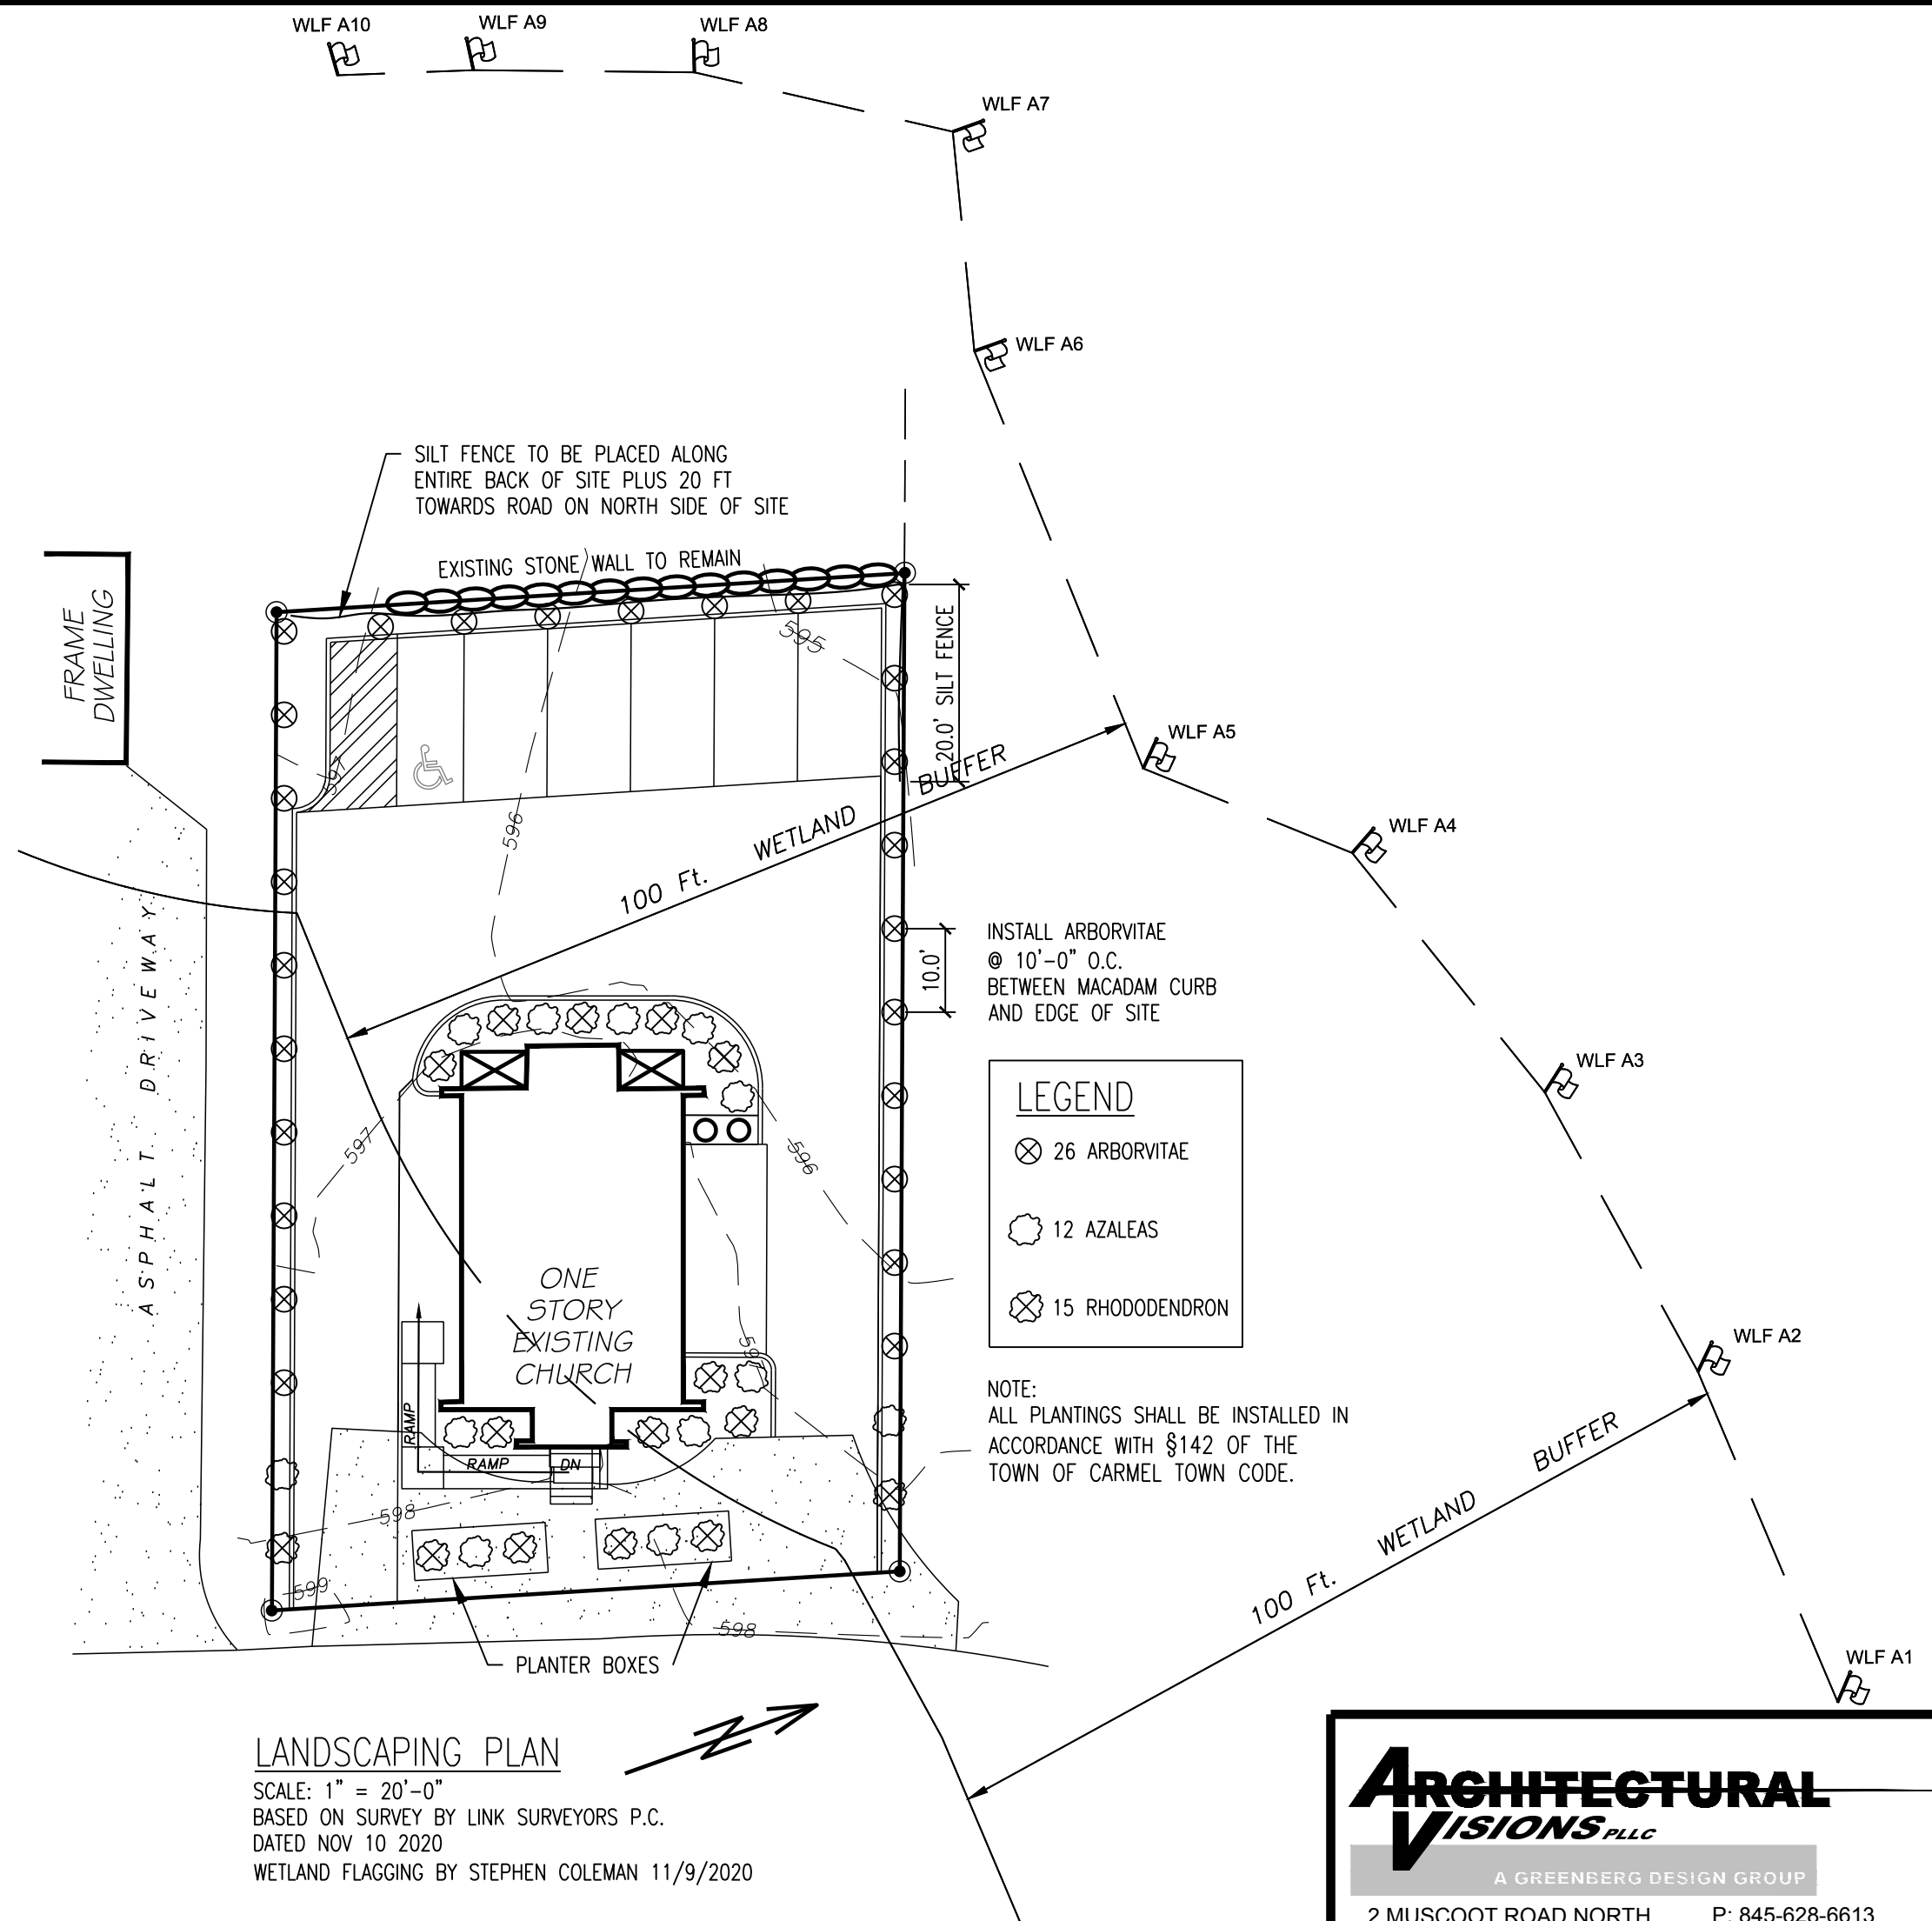 WLF A10
WLF A9
WLF A8
WLF A7
WLF A6
SILT FENCE TO BE PLACED ALONG
ENTIRE BACK OF SITE PLUS 20 FT
TOWARDS ROAD ON NORTH SIDE OF SITE
EXISTING STONE WALL TO REMAIN
FRAME
DWELLING
595
20.0' SILT FENCE
WLF A5
597
596
100 Ft. WETLAND BUFFER
WLF A4
ASPHALT DRIVEWAY
10.0'
INSTALL ARBORVITAE
@ 10'-0" O.C.
BETWEEN MACADAM CURB
AND EDGE OF SITE
WLF A3
LEGEND
26 ARBORVITAE
12 AZALEAS
15 RHODODENDRON
597
596
ONE
STORY
EXISTING
CHURCH
597
WLF A2
NOTE:
ALL PLANTINGS SHALL BE INSTALLED IN
ACCORDANCE WITH §142 OF THE
TOWN OF CARMEL TOWN CODE.
RAMP
RAMP
DN
598
599
598
100 Ft. WETLAND BUFFER
PLANTER BOXES
WLF A1
N
LANDSCAPING PLAN
SCALE: 1" = 20'-0"
BASED ON SURVEY BY LINK SURVEYORS P.C.
DATED NOV 10 2020
WETLAND FLAGGING BY STEPHEN COLEMAN 11/9/2020
ARCHITECTURAL
VISIONS PLLC
A GREENBERG DESIGN GROUP
2 MUSCOOT ROAD NORTH P: 845-628-6613